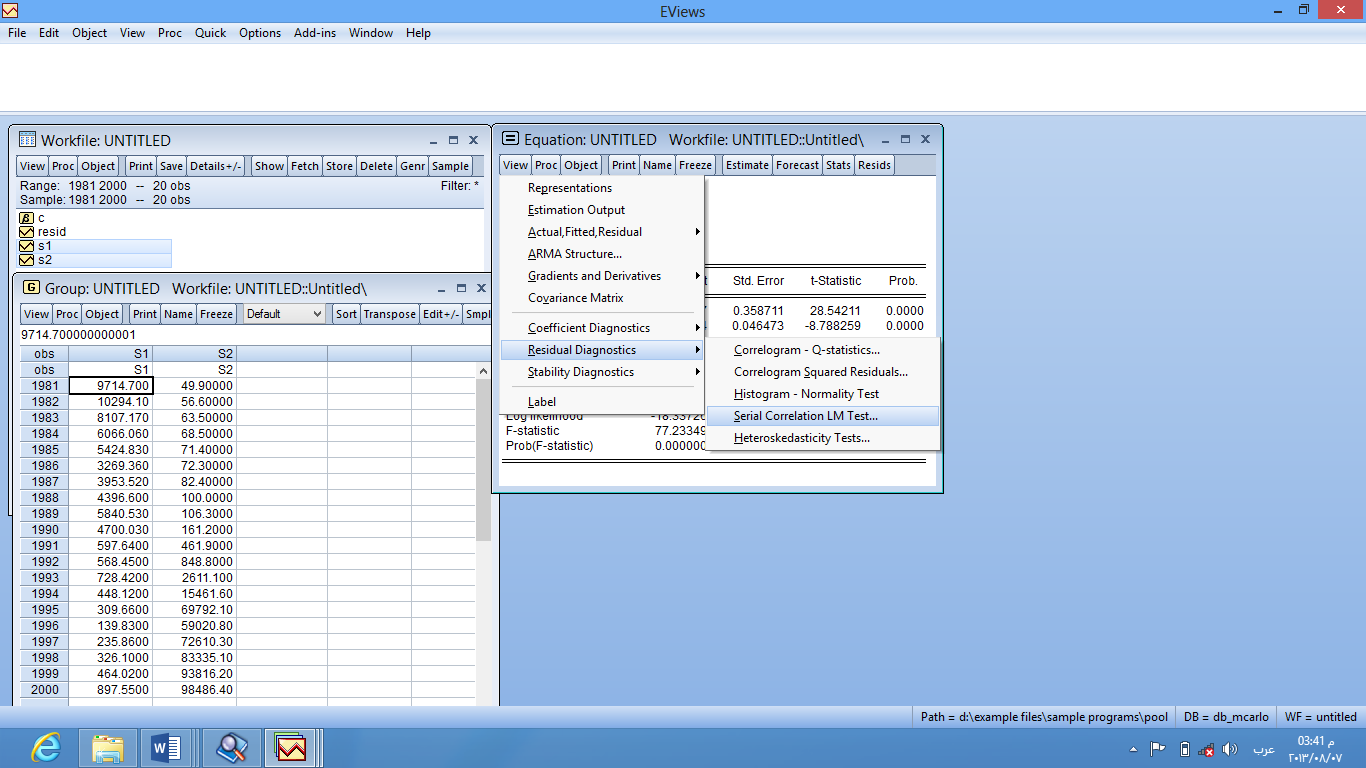 EViews
File Edit Object View Proc Quick Options Add-ins Window Help
Workfile: UNTITLED
View Proc Object Print Save Details+/- Show Fetch Store Delete Genr Sample
Range: 1981 2000 -- 20 obs Filter: *
Sample: 1981 2000 -- 20 obs
c
resid
s1
s2
Group: UNTITLED Workfile: UNTITLED::Untitled\
View Proc Object Print Name Freeze Default Sort Transpose Edit+/- Smpl
9714.700000000001
obs S1 S2
obs S1 S2
1981 9714.700 49.90000
1982 10294.10 56.60000
1983 8107.170 63.50000
1984 6066.060 68.50000
1985 5424.830 71.40000
1986 3269.360 72.30000
1987 3953.520 82.40000
1988 4396.600 100.0000
1989 5840.530 106.3000
1990 4700.030 161.2000
1991 597.6400 461.9000
1992 568.4500 848.8000
1993 728.4200 2611.100
1994 448.1200 15461.60
1995 309.6600 69792.10
1996 139.8300 59020.80
1997 235.8600 72610.30
1998 326.1000 83335.10
1999 464.0200 93816.20
2000 897.5500 98486.40
Equation: UNTITLED Workfile: UNTITLED::Untitled\
View Proc Object Print Name Freeze Estimate Forecast Stats Resids
Representations
Estimation Output
Actual,Fitted,Residual
ARMA Structure...
Gradients and Derivatives
Covariance Matrix
Coefficient Diagnostics
Residual Diagnostics
Stability Diagnostics
Label
Std. Error t-Statistic Prob.
0.358711 28.54211 0.0000
0.046473 -8.788259 0.0000
Correlogram - Q-statistics...
Correlogram Squared Residuals...
Histogram - Normality Test
Serial Correlation LM Test...
Heteroskedasticity Tests...
F-statistic 77.23349
Prob(F-statistic) 0.000000
Path = d:\example files\sample programs\pool DB = db_mcarlo WF = untitled
عرب
03:41 م
٢٠١٣/٠٨/٠٧